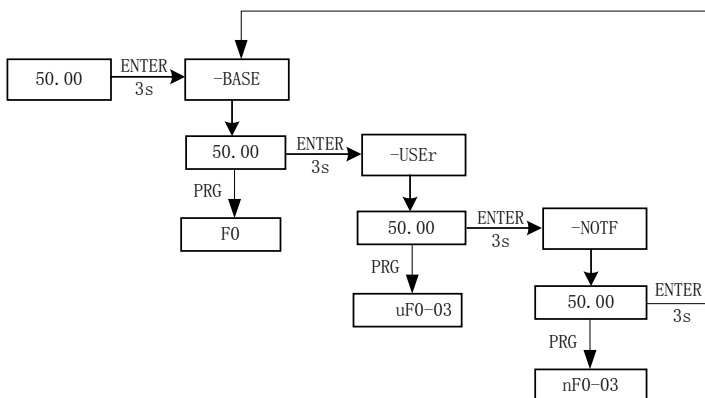 50.00
ENTER
3s
-BASE
50.00
ENTER
3s
-USEr
PRG
F0
50.00
ENTER
3s
-NOTF
PRG
uF0-03
50.00
ENTER
3s
PRG
nF0-03